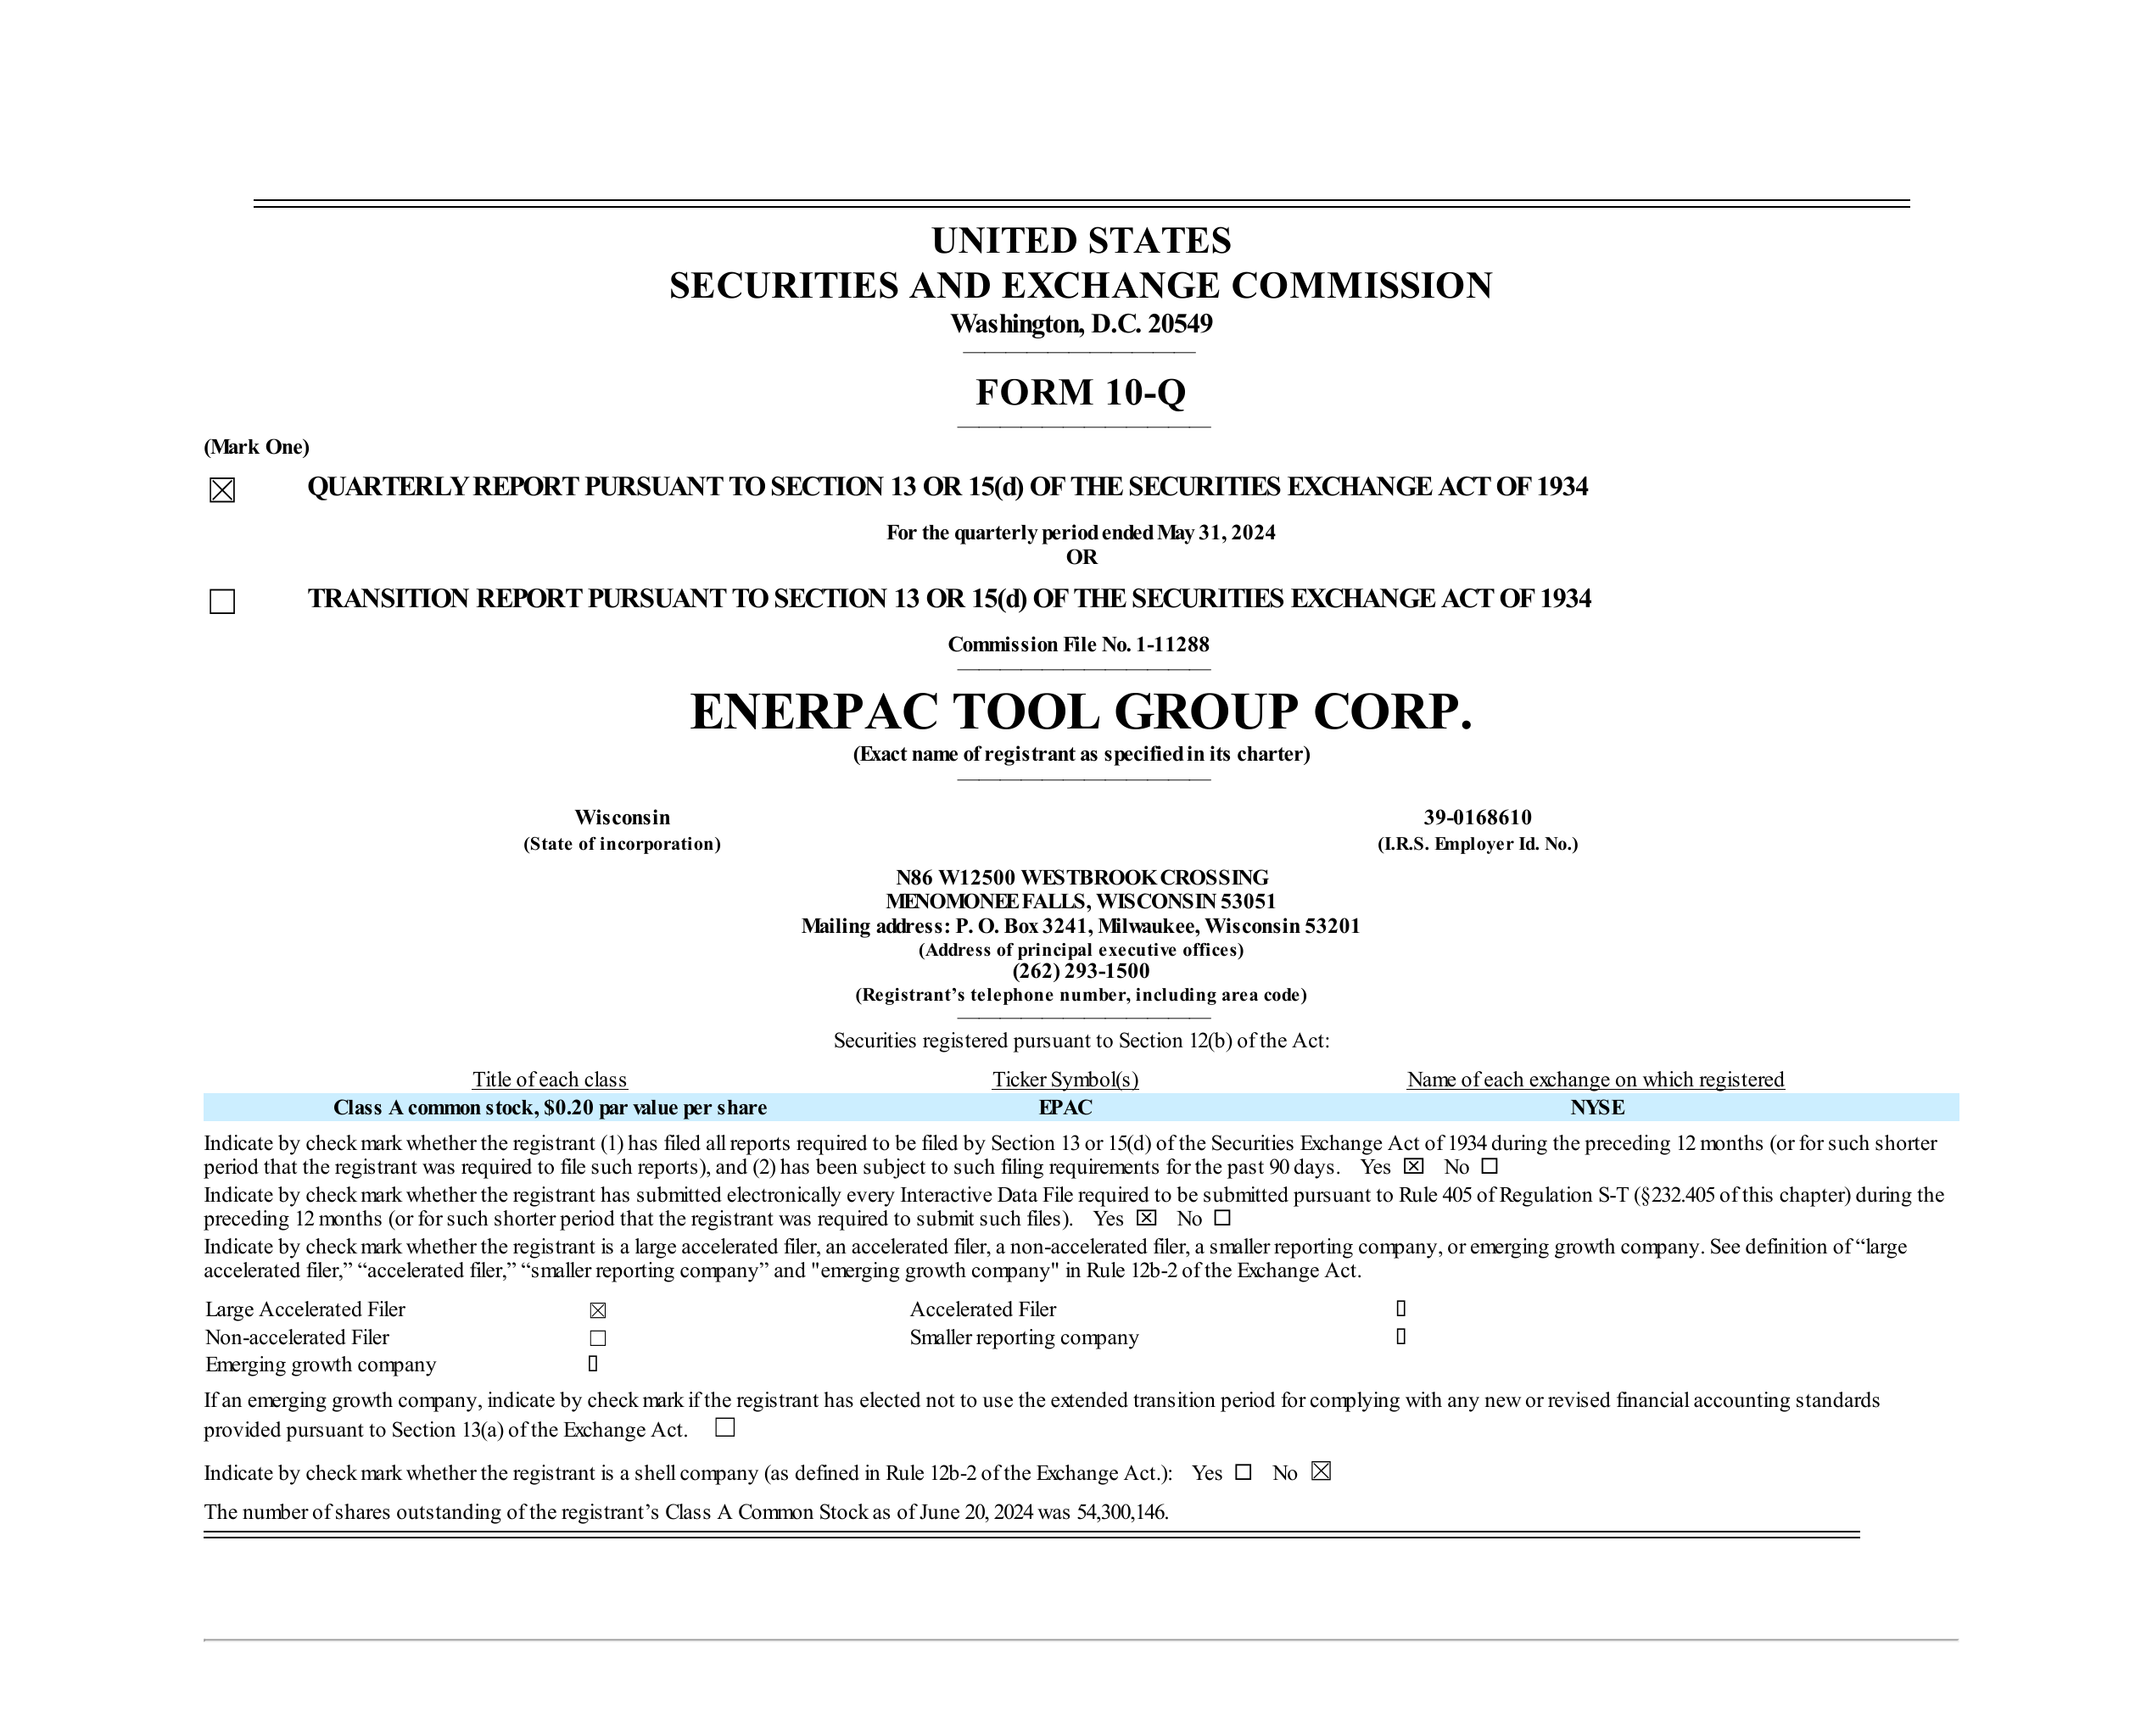 UNITED STATES
SECURITIES AND EXCHANGE COMMISSION
Washington, D.C. 20549
FORM 10-Q
(Mark One)
☒ QUARTERLY REPORT PURSUANT TO SECTION 13 OR 15(d) OF THE SECURITIES EXCHANGE ACT OF 1934
For the quarterly period ended May 31, 2024
OR
☐ TRANSITION REPORT PURSUANT TO SECTION 13 OR 15(d) OF THE SECURITIES EXCHANGE ACT OF 1934
Commission File No. 1-11288
ENERPAC TOOL GROUP CORP.
(Exact name of registrant as specified in its charter)
Wisconsin 39-0168610
(State of incorporation) (I.R.S. Employer Id. No.)
N86 W12500 WESTBROOK CROSSING
MENOMONEE FALLS, WISCONSIN 53051
Mailing address: P. O. Box 3241, Milwaukee, Wisconsin 53201
(Address of principal executive offices)
(262) 293-1500
(Registrant’s telephone number, including area code)
Securities registered pursuant to Section 12(b) of the Act:
Title of each class Ticker Symbol(s) Name of each exchange on which registered
Class A common stock, $0.20 par value per share EPAC NYSE
Indicate by check mark whether the registrant (1) has filed all reports required to be filed by Section 13 or 15(d) of the Securities Exchange Act of 1934 during the preceding 12 months (or for such shorter
period that the registrant was required to file such reports), and (2) has been subject to such filing requirements for the past 90 days. Yes ☒ No ☐
Indicate by check mark whether the registrant has submitted electronically every Interactive Data File required to be submitted pursuant to Rule 405 of Regulation S-T (§232.405 of this chapter) during the
preceding 12 months (or for such shorter period that the registrant was required to submit such files). Yes ☒ No ☐
Indicate by check mark whether the registrant is a large accelerated filer, an accelerated filer, a non-accelerated filer, a smaller reporting company, or emerging growth company. See definition of “large
accelerated filer,” “accelerated filer,” “smaller reporting company” and "emerging growth company" in Rule 12b-2 of the Exchange Act.
Large Accelerated Filer ☒ Accelerated Filer ▯
Non-accelerated Filer ☐ Smaller reporting company ▯
Emerging growth company ▯
If an emerging growth company, indicate by check mark if the registrant has elected not to use the extended transition period for complying with any new or revised financial accounting standards
provided pursuant to Section 13(a) of the Exchange Act. ☐
Indicate by check mark whether the registrant is a shell company (as defined in Rule 12b-2 of the Exchange Act.): Yes ☐ No ☒
The number of shares outstanding of the registrant’s Class A Common Stock as of June 20, 2024 was 54,300,146.